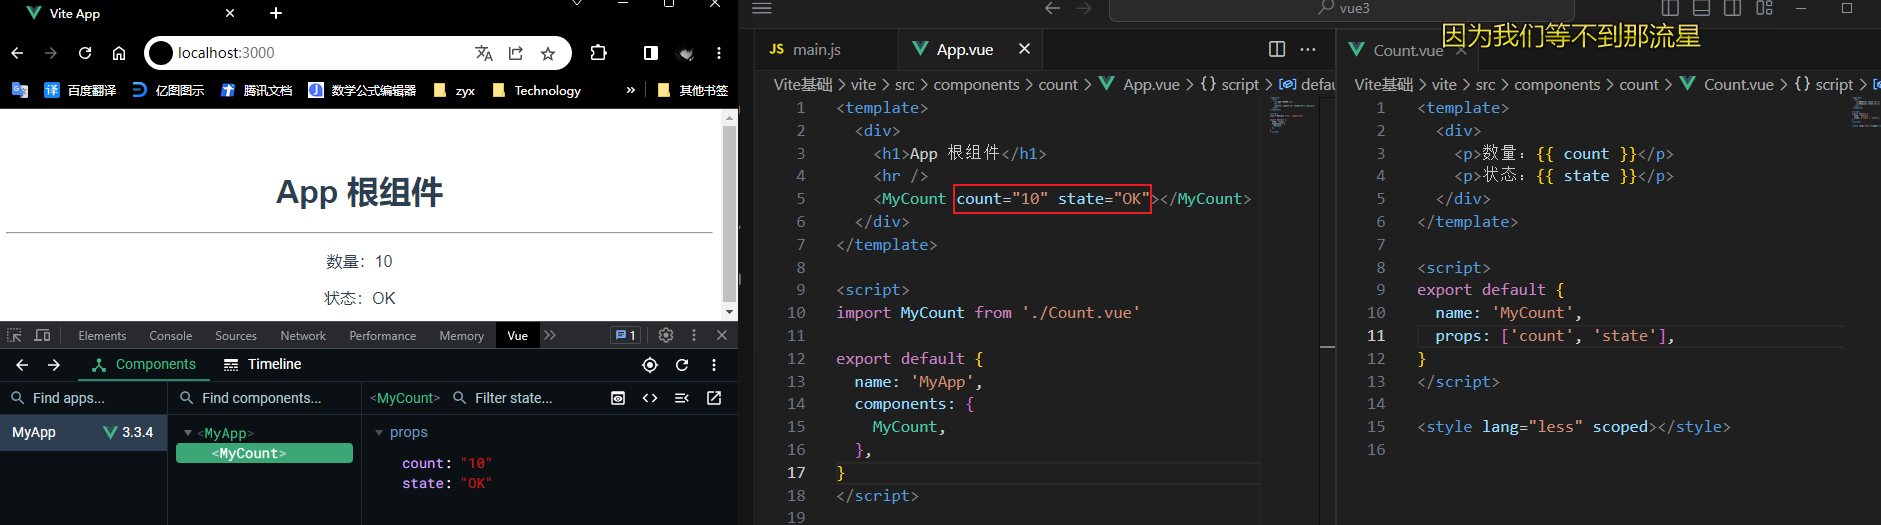 Vite App
localhost:3000
百度翻译 亿图图示 腾讯文档 数学公式编辑器 zyx Technology » 其他书签
App 根组件
数量：10
状态：OK
Elements Console Sources Network Performance Memory Vue » 1
Components Timeline
Find apps... Find components... <MyCount> Filter state...
MyApp 3.3.4
<MyApp>
<MyCount>
props
count: "10"
state: "OK"
vue3
因为我们等不到那流星
JS main.js App.vue
Vite基础 > vite > src > components > count > App.vue > {} script >
1 <template>
2 <div>
3 <h1>App 根组件</h1>
4 <hr />
5 <MyCount count="10" state="OK"></MyCount>
6 </div>
7 </template>
8
9 <script>
10 import MyCount from './Count.vue'
11
12 export default {
13 name: 'MyApp',
14 components: {
15 MyCount,
16 },
17 }
18 </script>
19
Count.vue
Vite基础 > vite > src > components > count > Count.vue > {} script >
1 <template>
2 <div>
3 <p>数量：{{ count }}</p>
4 <p>状态：{{ state }}</p>
5 </div>
6 </template>
7
8 <script>
9 export default {
10 name: 'MyCount',
11 props: ['count', 'state'],
12 }
13 </script>
14
15 <style lang="less" scoped></style>
16